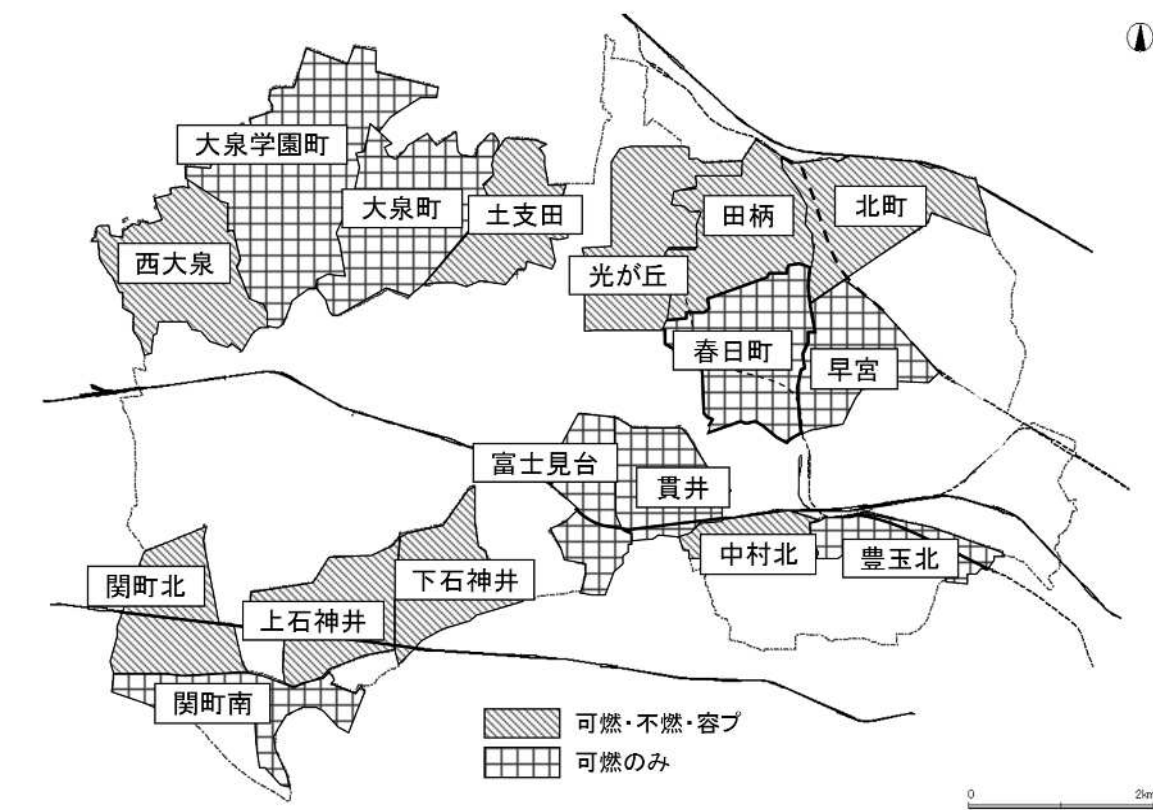 大泉学園町
大泉町
土支田
田柄
北町
西大泉
光が丘
春日町
早宮
富士見台
貫井
中村北
豊玉北
関町北
下石神井
上石神井
関町南
可燃・不燃・容プ
可燃のみ
0 2km